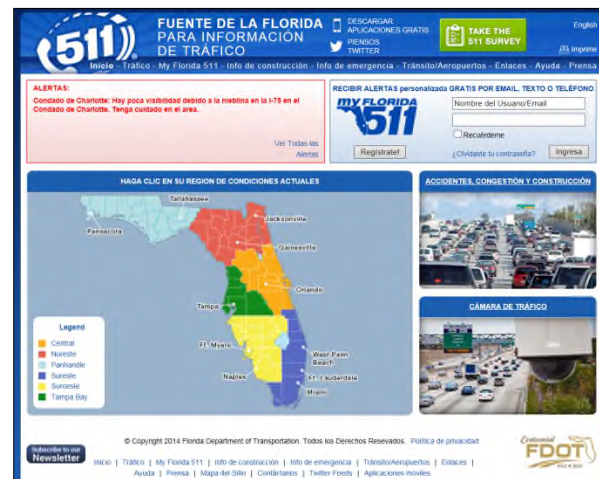 511
FUENTE DE LA FLORIDA
PARA INFORMACIÓN
DE TRÁFICO
DESCARGAR
APLICACIONES GRATIS
PIENSOS
TWITTER
TAKE THE
511 SURVEY
English
Imprime
Inicio - Tráfico - My Florida 511 - Info de construcción - Info de emergencia - Tránsito/Aeropuertos - Enlaces - Ayuda - Prensa
ALERTAS:
Condado de Charlotte: Hay poca visibilidad debido a la nieblina en la I-75 en el
Condado de Charlotte. Tenga cuidado en el area.
Ver Todas las
Alertas
RECIBIR ALERTAS personalizada GRATIS POR EMAIL, TEXTO O TELÉFONO
MY FLORIDA
511
Nombre del Usuario/Email
Recuérdeme
Registrate!
¿Olvidaste tu contraseña?
Ingresa
HAGA CLIC EN SU REGION DE CONDICIONES ACTUALES
Tallahassee
Pensacola
Jacksonville
Gainesville
Orlando
Tampa
Ft. Myers
West Palm
Beach
Naples
Ft. Lauderdale
Miami
Legend
Central
Noreste
Panhandle
Sureste
Suroeste
Tampa Bay
ACCIDENTES, CONGESTIÓN Y CONSTRUCCIÓN
CÁMARA DE TRÁFICO
Subscribe to our
Newsletter
© Copyright 2014 Florida Department of Transportation. Todos los Derechos Resevados. Política de privacidad
Inicio | Tráfico | My Florida 511 | Info de construcción | Info de emergencia | Tránsito/Aeropuertos | Enlaces |
Ayuda | Prensa | Mapa del Sitio | Contáctanos | Twitter Feeds | Aplicaciones móviles
Centennial
FDOT